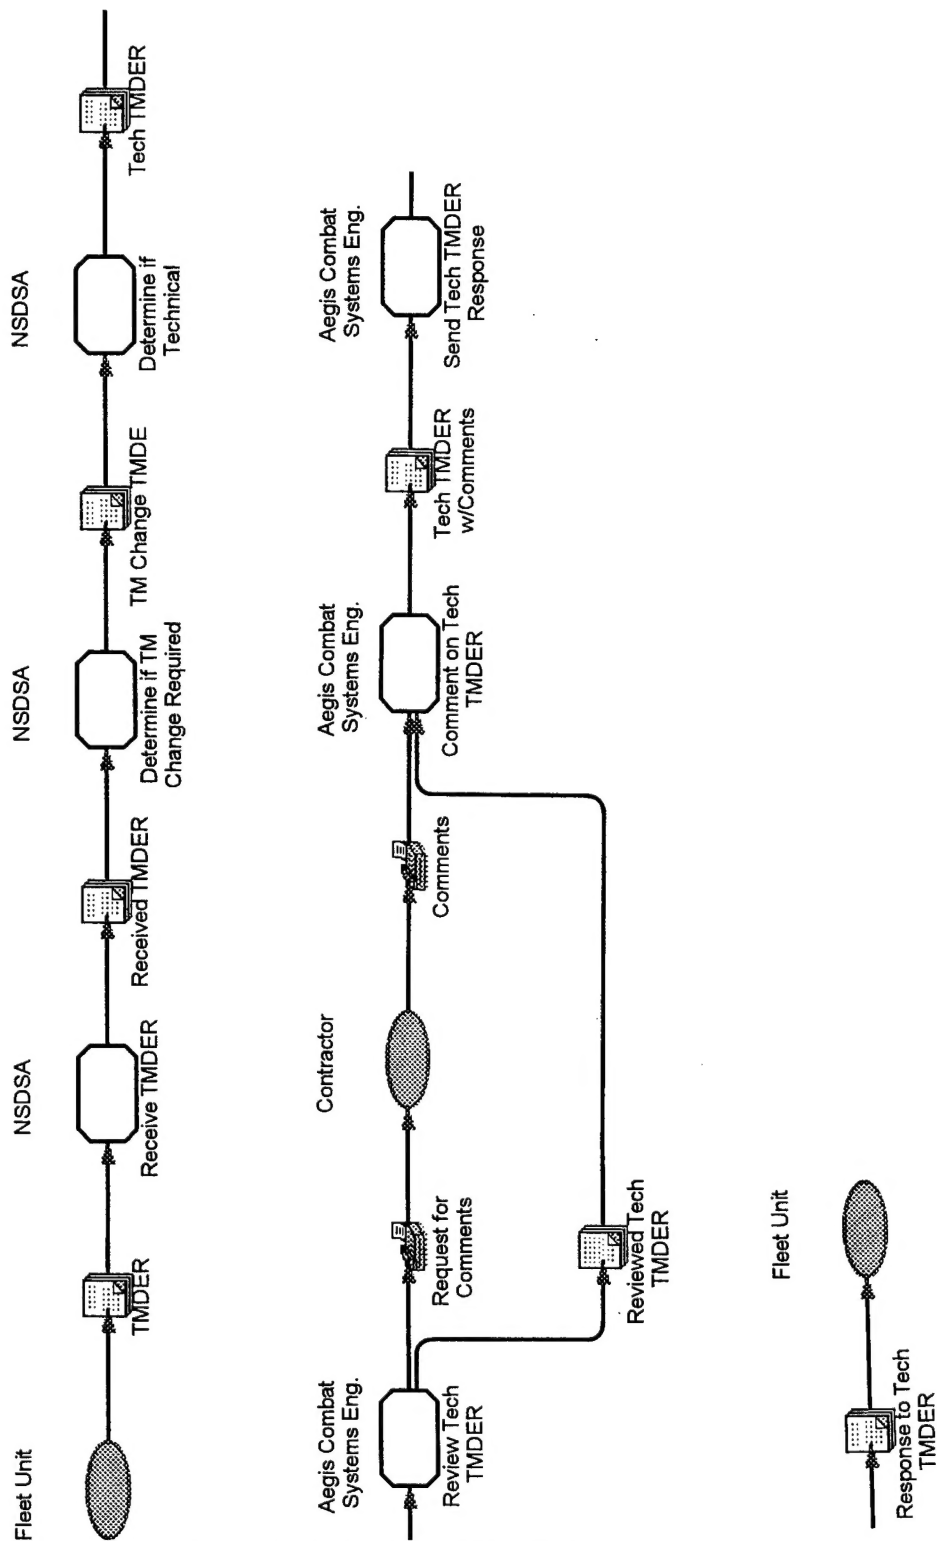 Fleet Unit
TMDER
NSDSA
Receive TMDER
Received TMDER
NSDSA
Determine if TM
Change Required
TM Change TMDE
NSDSA
Determine if
Technical
Tech TMDER
Aegis Combat
Systems Eng.
Review Tech
TMDER
Request for
Comments
Reviewed Tech
TMDER
Contractor
Comments
Aegis Combat
Systems Eng.
Comment on Tech
TMDER
Tech TMDER
w/Comments
Aegis Combat
Systems Eng.
Send Tech TMDER
Response
Response to Tech
TMDER
Fleet Unit